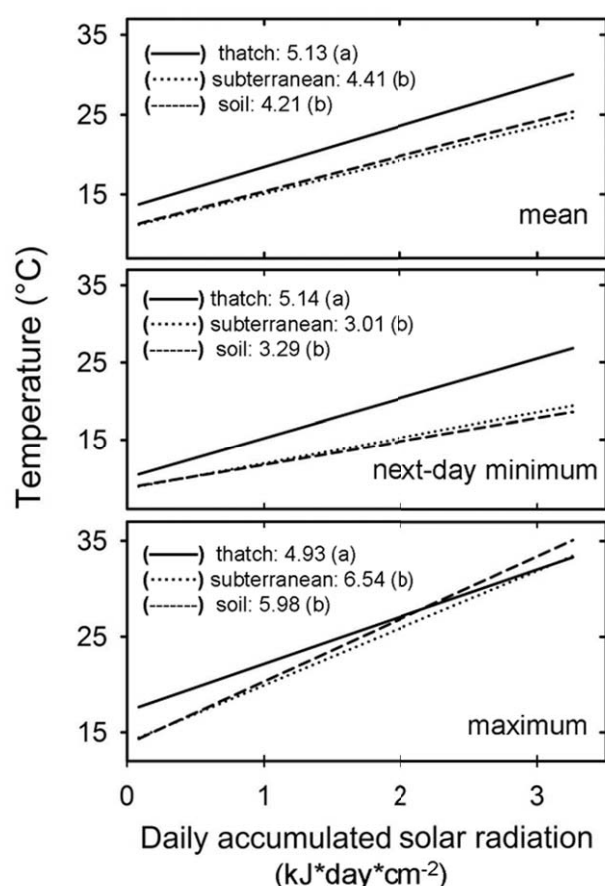 35
25
15
(——) thatch: 5.13 (a)
(·······) subterranean: 4.41 (b)
(-------) soil: 4.21 (b)
mean
35
25
15
(——) thatch: 5.14 (a)
(·······) subterranean: 3.01 (b)
(-------) soil: 3.29 (b)
next-day minimum
35
25
15
(——) thatch: 4.93 (a)
(·······) subterranean: 6.54 (b)
(-------) soil: 5.98 (b)
maximum
Temperature (°C)
0 1 2 3
Daily accumulated solar radiation
(kJ*day*cm⁻²)